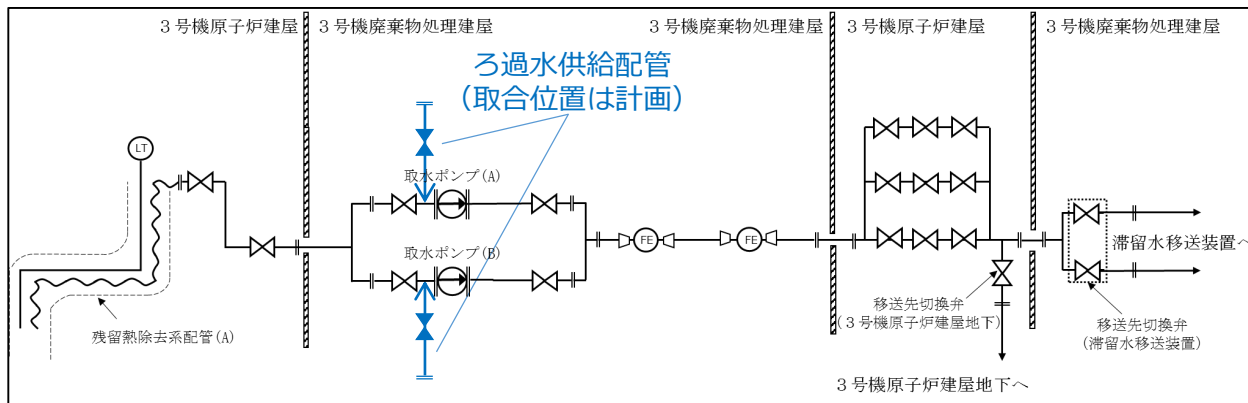 ３号機原子炉建屋
３号機廃棄物処理建屋
３号機廃棄物処理建屋
３号機原子炉建屋
３号機廃棄物処理建屋
ろ過水供給配管
（取合位置は計画）
LT
取水ポンプ(A)
取水ポンプ(B)
FE
FE
滞留水移送装置へ
残留熱除去系配管(A)
移送先切換弁
(３号機原子炉建屋地下)
移送先切換弁
(滞留水移送装置)
３号機原子炉建屋地下へ